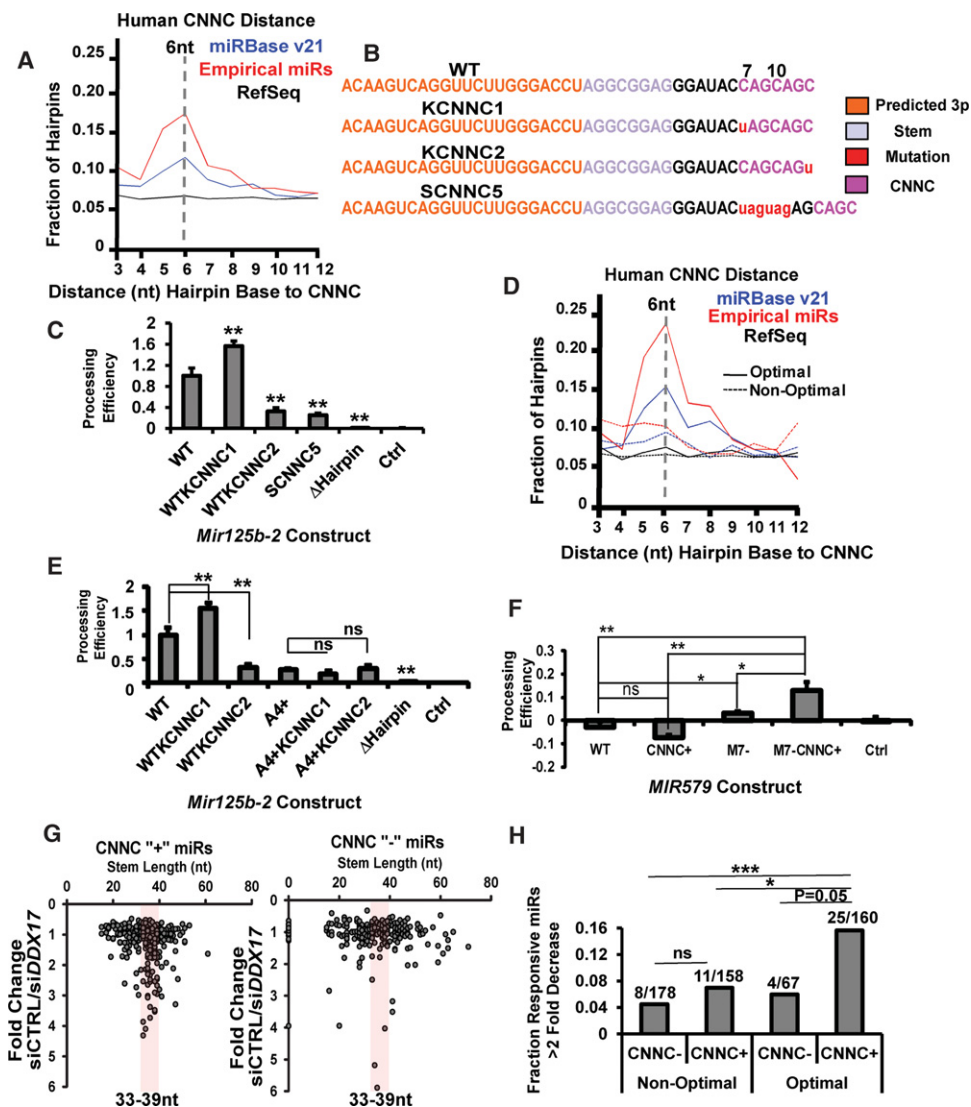 A
Human CNNC Distance
6nt
miRBase v21
Empirical miRs
RefSeq
Fraction of Hairpins
0.25
0.20
0.15
0.10
0.05
0
3 4 5 6 7 8 9 10 11 12
Distance (nt) Hairpin Base to CNNC
B
WT
7 10
ACAAGUCAGGUUCUUGGGACCUAGGCGGAGGGAUACCAGCAGC
KCNNC1
ACAAGUCAGGUUCUUGGGACCUAGGCGGAGGGAUACuAGCAGC
KCNNC2
ACAAGUCAGGUUCUUGGGACCUAGGCGGAGGGAUACCAGCAGu
SCNNC5
ACAAGUCAGGUUCUUGGGACCUAGGCGGAGGGAUACuaguagAGCAGC
Predicted 3p
Stem
Mutation
CNNC
C
Processing
Efficiency
2
1.6
1.2
0.8
0.4
0
** ** ** **
WT
WTKCNNC1
WTKCNNC2
SCNNC5
ΔHairpin
Ctrl
Mir125b-2 Construct
D
Human CNNC Distance
6nt
miRBase v21
Empirical miRs
RefSeq
Optimal
Non-Optimal
Fraction of Hairpins
0.25
0.20
0.15
0.10
0.05
0
3 4 5 6 7 8 9 10 11 12
Distance (nt) Hairpin Base to CNNC
E
Processing
Efficiency
2
1.5
1
0.5
0
**
**
ns
ns
**
WT
WTKCNNC1
WTKCNNC2
A4+
A4+KCNNC1
A4+KCNNC2
ΔHairpin
Ctrl
Mir125b-2 Construct
F
Processing
Efficiency
0.3
0.2
0.1
0
-0.1
-0.2
**
**
*
*
ns
WT CNNC+ M7- M7-CNNC+ Ctrl
MIR579 Construct
G
CNNC "+" miRs
Stem Length (nt)
0 20 40 60 80
Fold Change
siCTRL/siDDX17
0
1
2
3
4
5
6
33-39nt
CNNC "-" miRs
Stem Length (nt)
0 20 40 60 80
Fold Change
siCTRL/siDDX17
0
1
2
3
4
5
6
33-39nt
H
Fraction Responsive miRs
>2 Fold Decrease
0.16
0.12
0.08
0.04
0.00
***
*
P=0.05
ns
8/178
11/158
4/67
25/160
CNNC- CNNC+ CNNC- CNNC+
Non-Optimal Optimal